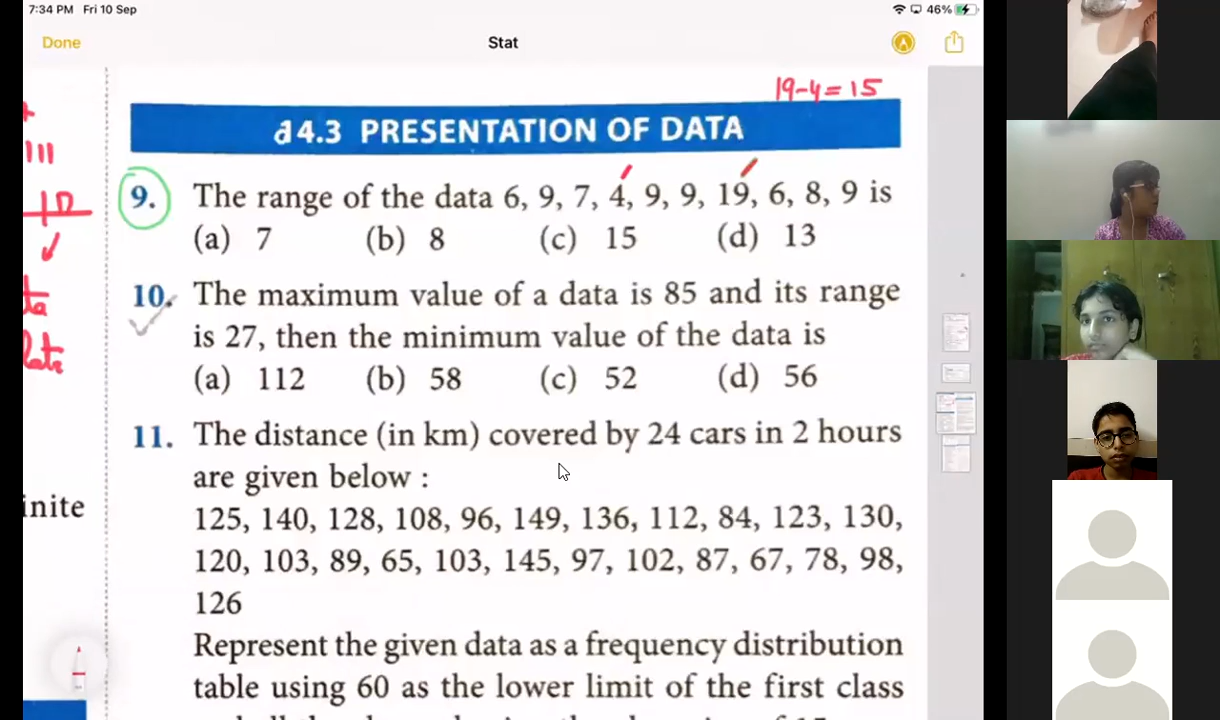 7:34 PM Fri 10 Sep
46%
Done
Stat
19-4=15
4.3 PRESENTATION OF DATA
9. The range of the data 6, 9, 7, 4, 9, 9, 19, 6, 8, 9 is
(a) 7 (b) 8 (c) 15 (d) 13
10. The maximum value of a data is 85 and its range
is 27, then the minimum value of the data is
(a) 112 (b) 58 (c) 52 (d) 56
11. The distance (in km) covered by 24 cars in 2 hours
are given below :
inite
125, 140, 128, 108, 96, 149, 136, 112, 84, 123, 130,
120, 103, 89, 65, 103, 145, 97, 102, 87, 67, 78, 98,
126
Represent the given data as a frequency distribution
table using 60 as the lower limit of the first class